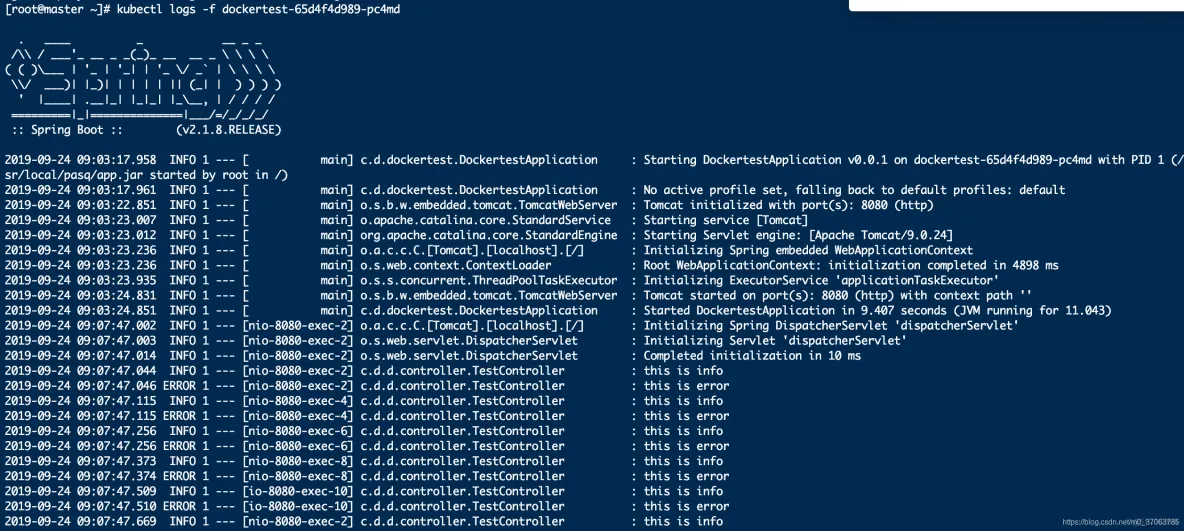 [root@master ~]# kubectl logs -f dockertest-65d4f4d989-pc4md
  .   ____          _            __ _ _
 /\\ / ___'_ __ _ _(_)_ __  __ _ \ \ \ \
( ( )\___ | '_ | '_| | '_ \/ _` | \ \ \ \
 \\/  ___)| |_)| | | | | || (_| |  ) ) ) )
  '  |____| .__|_| |_|_| |_\__, | / / / /
 =========|_|==============|___/=/_/_/_/
 :: Spring Boot ::        (v2.1.8.RELEASE)
2019-09-24 09:03:17.958  INFO 1 --- [           main] c.d.dockertest.DockertestApplication     : Starting DockertestApplication v0.0.1 on dockertest-65d4f4d989-pc4md with PID 1 (/
sr/local/pasq/app.jar started by root in /)
2019-09-24 09:03:17.961  INFO 1 --- [           main] c.d.dockertest.DockertestApplication     : No active profile set, falling back to default profiles: default
2019-09-24 09:03:22.851  INFO 1 --- [           main] o.s.b.w.embedded.tomcat.TomcatWebServer  : Tomcat initialized with port(s): 8080 (http)
2019-09-24 09:03:23.007  INFO 1 --- [           main] o.apache.catalina.core.StandardService   : Starting service [Tomcat]
2019-09-24 09:03:23.012  INFO 1 --- [           main] org.apache.catalina.core.StandardEngine  : Starting Servlet engine: [Apache Tomcat/9.0.24]
2019-09-24 09:03:23.236  INFO 1 --- [           main] o.a.c.c.C.[Tomcat].[localhost].[/]       : Initializing Spring embedded WebApplicationContext
2019-09-24 09:03:23.236  INFO 1 --- [           main] o.s.web.context.ContextLoader            : Root WebApplicationContext: initialization completed in 4898 ms
2019-09-24 09:03:23.935  INFO 1 --- [           main] o.s.s.concurrent.ThreadPoolTaskExecutor  : Initializing ExecutorService 'applicationTaskExecutor'
2019-09-24 09:03:24.831  INFO 1 --- [           main] o.s.b.w.embedded.tomcat.TomcatWebServer  : Tomcat started on port(s): 8080 (http) with context path ''
2019-09-24 09:03:24.851  INFO 1 --- [           main] c.d.dockertest.DockertestApplication     : Started DockertestApplication in 9.407 seconds (JVM running for 11.043)
2019-09-24 09:07:47.002  INFO 1 --- [nio-8080-exec-2] o.a.c.c.C.[Tomcat].[localhost].[/]       : Initializing Spring DispatcherServlet 'dispatcherServlet'
2019-09-24 09:07:47.003  INFO 1 --- [nio-8080-exec-2] o.s.web.servlet.DispatcherServlet        : Initializing Servlet 'dispatcherServlet'
2019-09-24 09:07:47.014  INFO 1 --- [nio-8080-exec-2] o.s.web.servlet.DispatcherServlet        : Completed initialization in 10 ms
2019-09-24 09:07:47.044  INFO 1 --- [nio-8080-exec-2] c.d.d.controller.TestController          : this is info
2019-09-24 09:07:47.046 ERROR 1 --- [nio-8080-exec-2] c.d.d.controller.TestController          : this is error
2019-09-24 09:07:47.115  INFO 1 --- [nio-8080-exec-4] c.d.d.controller.TestController          : this is info
2019-09-24 09:07:47.115 ERROR 1 --- [nio-8080-exec-4] c.d.d.controller.TestController          : this is error
2019-09-24 09:07:47.256  INFO 1 --- [nio-8080-exec-6] c.d.d.controller.TestController          : this is info
2019-09-24 09:07:47.256 ERROR 1 --- [nio-8080-exec-6] c.d.d.controller.TestController          : this is error
2019-09-24 09:07:47.373  INFO 1 --- [nio-8080-exec-8] c.d.d.controller.TestController          : this is info
2019-09-24 09:07:47.374 ERROR 1 --- [nio-8080-exec-8] c.d.d.controller.TestController          : this is error
2019-09-24 09:07:47.509  INFO 1 --- [io-8080-exec-10] c.d.d.controller.TestController          : this is info
2019-09-24 09:07:47.510 ERROR 1 --- [io-8080-exec-10] c.d.d.controller.TestController          : this is error
2019-09-24 09:07:47.669  INFO 1 --- [nio-8080-exec-2] c.d.d.controller.TestController          : this is info
https://blog.csdn.net/m0_37063785